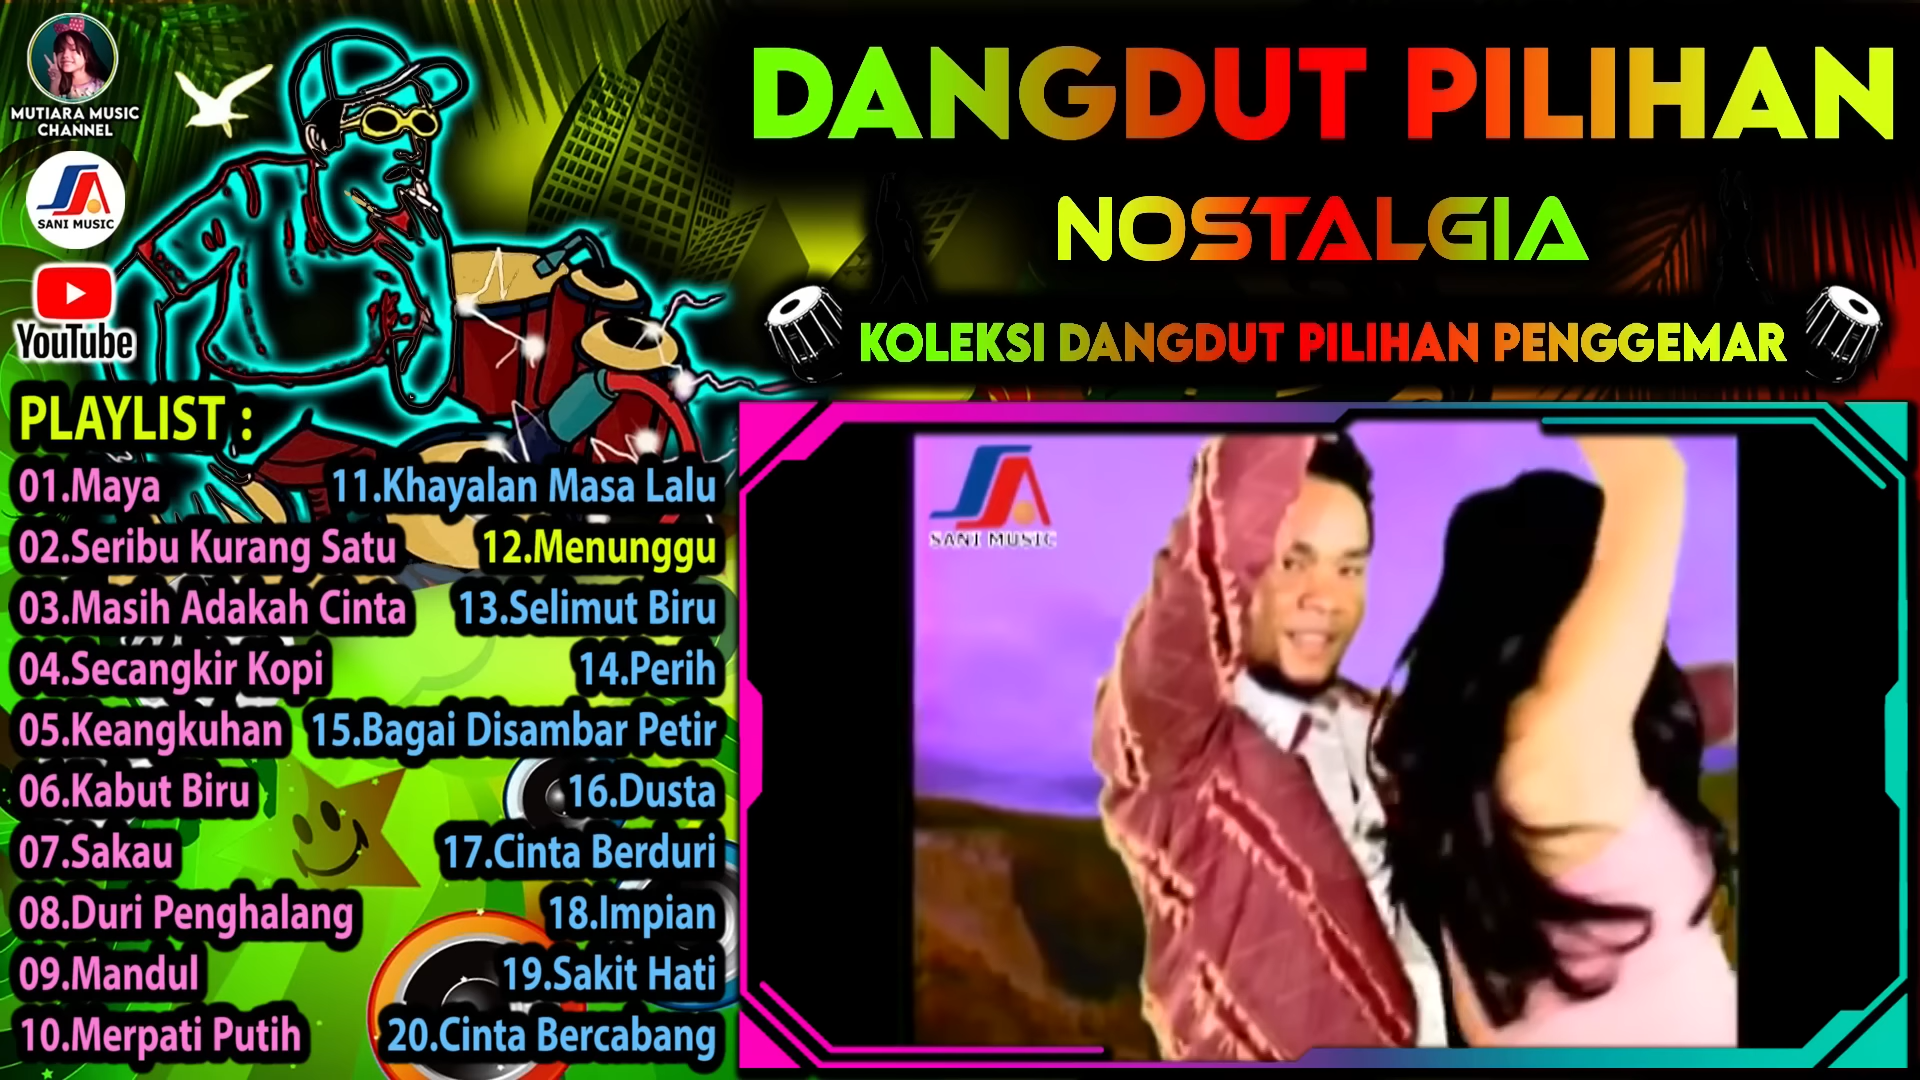 MUTIARA MUSIC
CHANNEL
SANI MUSIC
YouTube
DANGDUT PILIHAN
NOSTALGIA
KOLEKSI DANGDUT PILIHAN PENGGEMAR
PLAYLIST :
01.Maya
02.Seribu Kurang Satu
03.Masih Adakah Cinta
04.Secangkir Kopi
05.Keangkuhan
06.Kabut Biru
07.Sakau
08.Duri Penghalang
09.Mandul
10.Merpati Putih
11.Khayalan Masa Lalu
12.Menunggu
13.Selimut Biru
14.Perih
15.Bagai Disambar Petir
16.Dusta
17.Cinta Berduri
18.Impian
19.Sakit Hati
20.Cinta Bercabang
SANI MUSIC